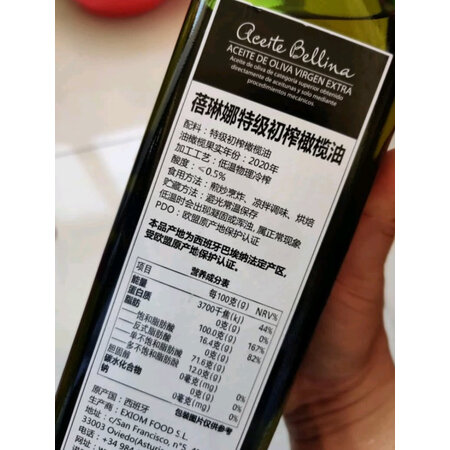 Aceite Bellina
ACEITE DE OLIVA VIRGEN EXTRA
Aceite de oliva de categoría superior obtenido
directamente de aceitunas y solo mediante
procedimientos mecánicos.
蓓琳娜特级初榨橄榄油
配料：特级初榨橄榄油
油橄榄果实年份：2020年
加工工艺：低温物理冷榨
酸度：<0.5%
食用方法：煎炒烹炸、凉拌调味、烘焙
贮藏方法：避光常温保存
低温时会出现凝固或浑浊，属正常现象
PDO：欧盟原产地保护认证
本品产地为西班牙巴埃纳法定产区，
受欧盟原产地保护认证。
营养成分表
项目 每100克(g) NRV%
能量 3700千焦(kJ) 44%
蛋白质 0克(g) 0%
脂肪 100.0克(g) 167%
—饱和脂肪酸 16.4克(g) 82%
—反式脂肪酸 0克(g)
—单不饱和脂肪酸 71.6克(g)
—多不饱和脂肪酸 12.0克(g)
胆固醇 0毫克(mg) 0%
碳水化合物 0克(g) 0%
钠 0毫克(mg) 0%
包装图片仅供参考
原产国：西班牙
生产商：EXIOM FOOD S.L.
地址：c/San Francisco, nº 5, 4
33003 Oviedo(Asturi
电话：+34 984